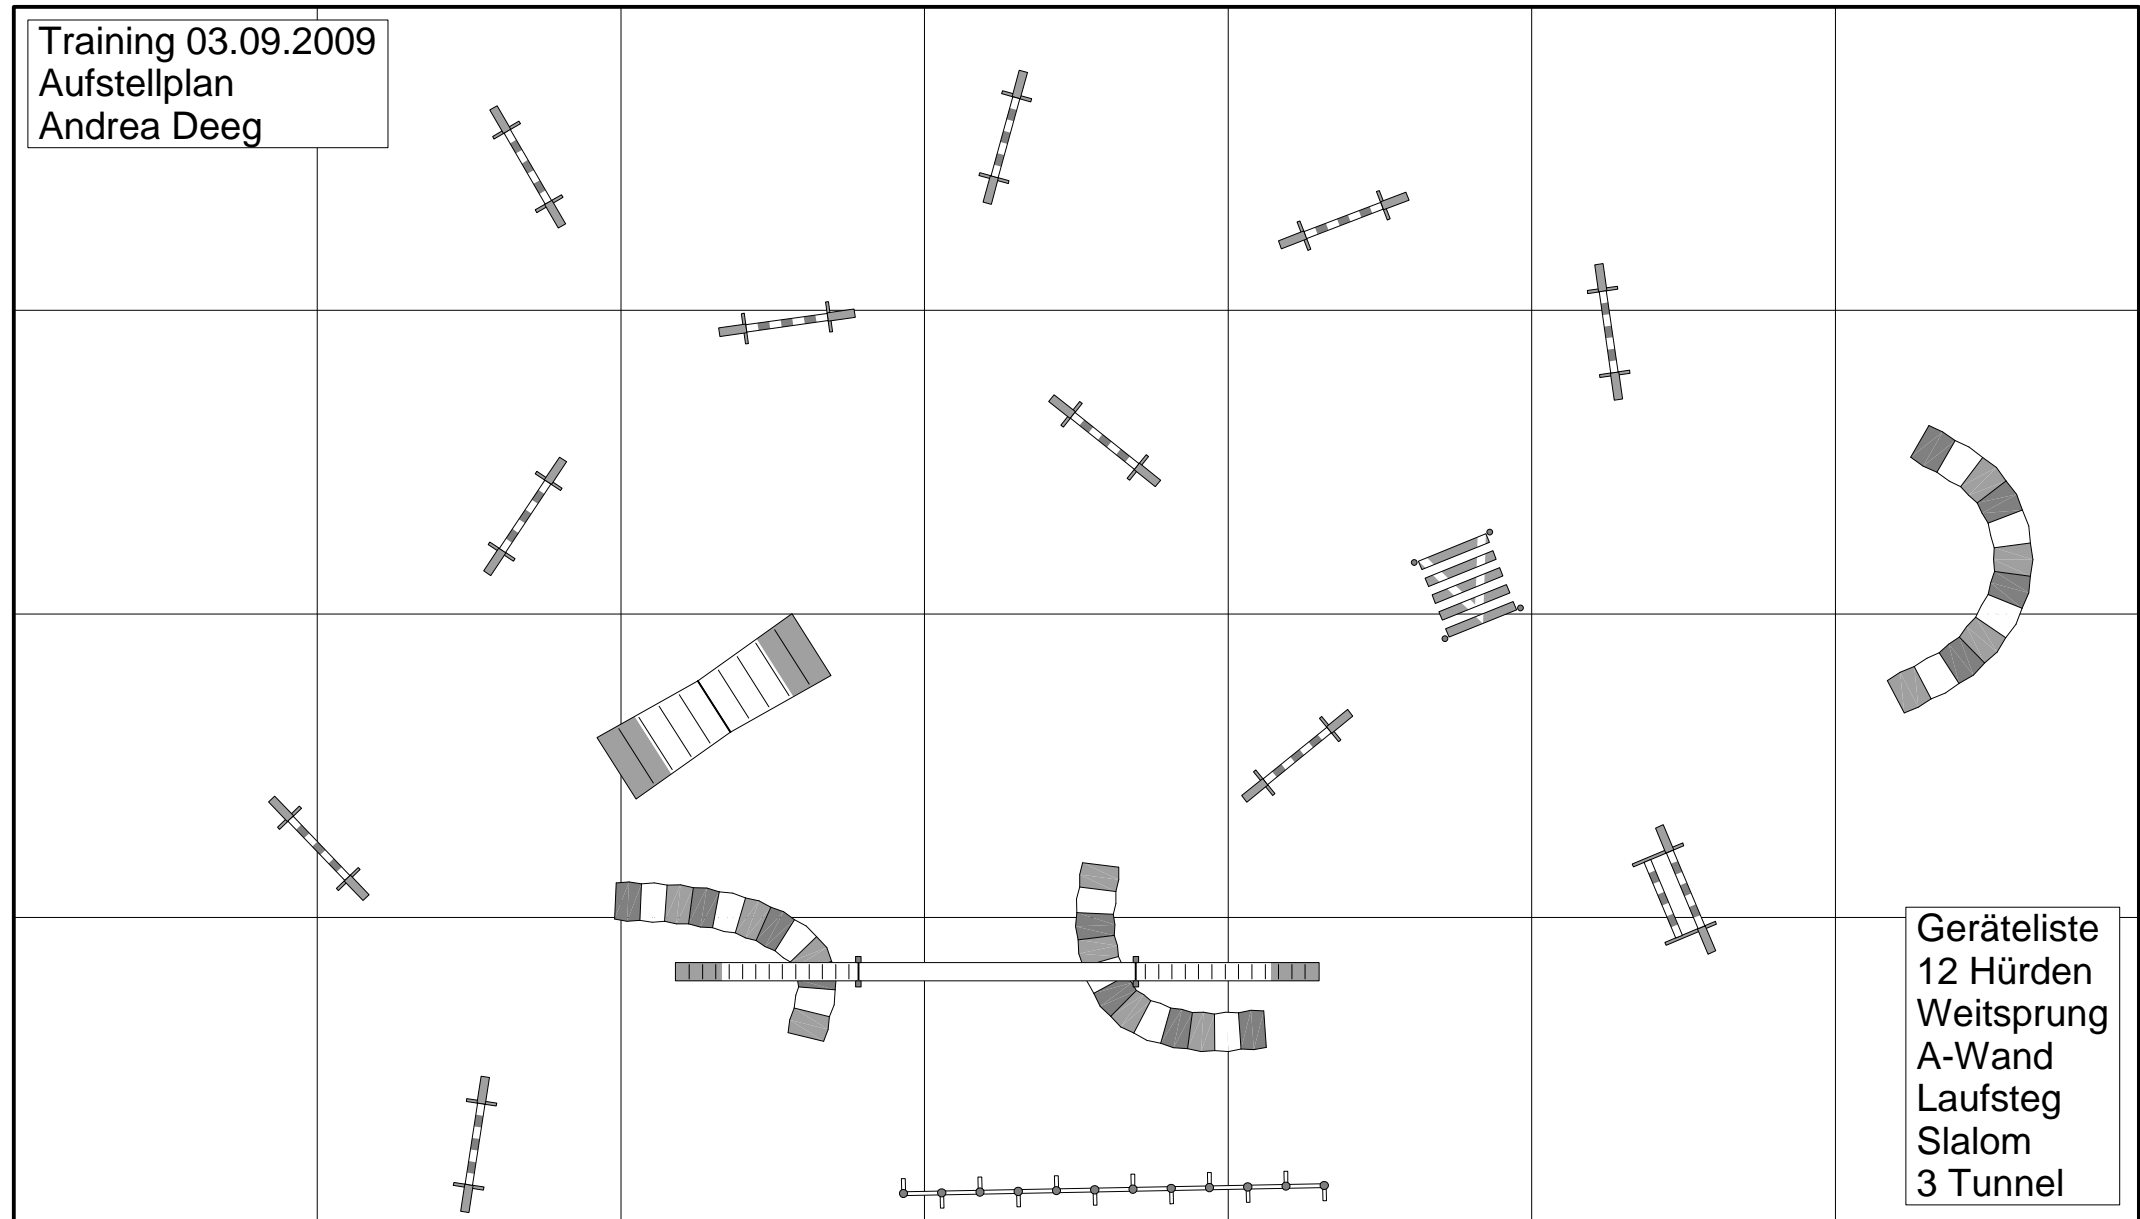 Training 03.09.2009
Aufstellplan
Andrea Deeg
Geräteliste
12 Hürden
Weitsprung
A-Wand
Laufsteg
Slalom
3 Tunnel